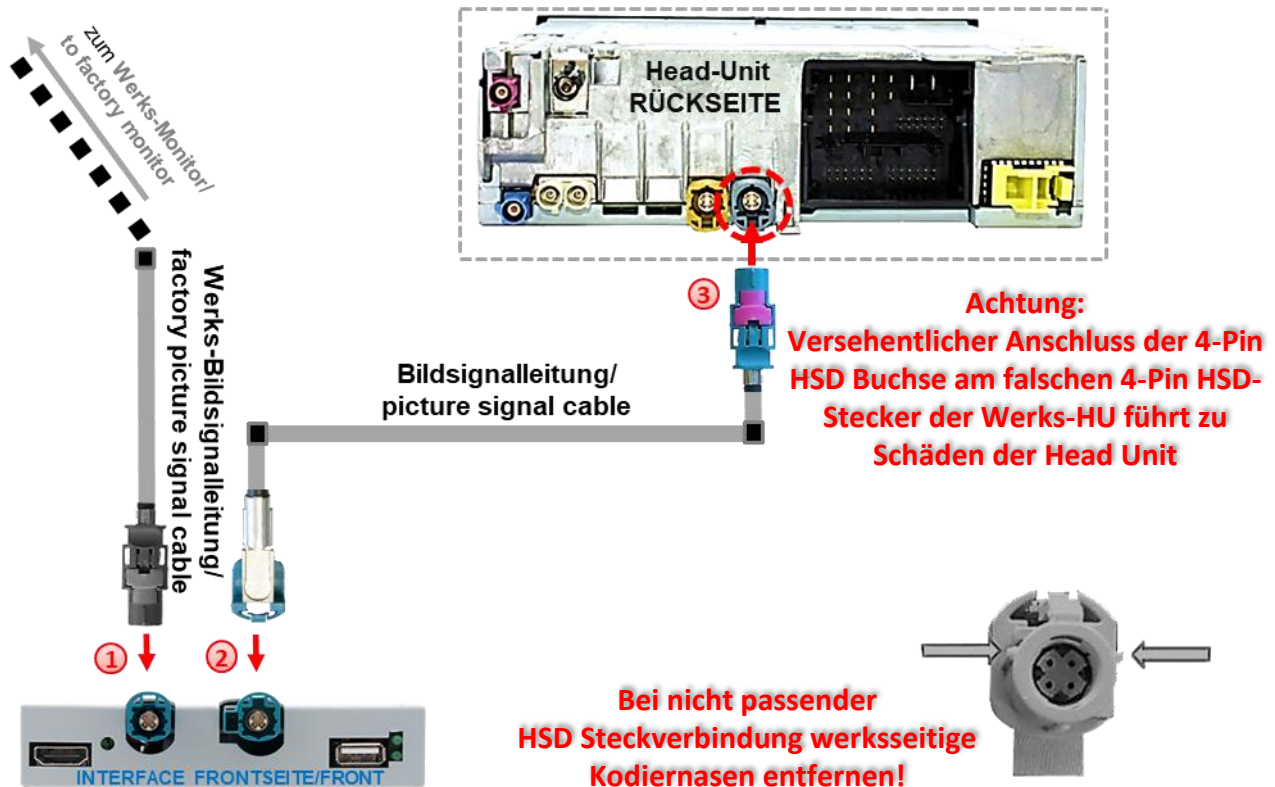 zum Werks-Monitor/
to factory monitor
Head-Unit
RÜCKSEITE
Werks-Bildsignalleitung/
factory picture signal cable
3
Achtung:
Versehentlicher Anschluss der 4-Pin
HSD Buchse am falschen 4-Pin HSD-
Stecker der Werks-HU führt zu
Schäden der Head Unit
Bildsignalleitung/
picture signal cable
1
2
Bei nicht passender
HSD Steckverbindung werksseitige
Kodiernasen entfernen!
INTERFACE FRONTSEITE/FRONT